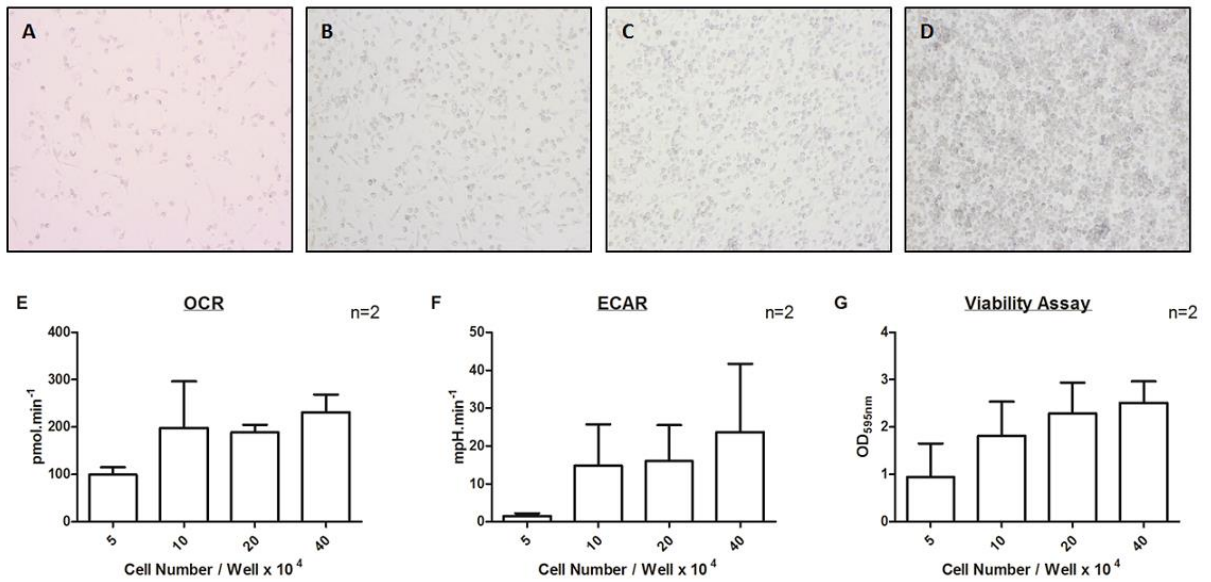 A
B
C
D
E
OCR
n=2
400
300
200
100
0
pmol.min⁻¹
5
10
20
40
Cell Number / Well x 10⁴
F
ECAR
n=2
50
40
30
20
10
0
mpH.min⁻¹
5
10
20
40
Cell Number / Well x 10⁴
G
Viability Assay
n=2
4
3
2
1
0
OD₅₉₅nm
5
10
20
40
Cell Number / Well x 10⁴